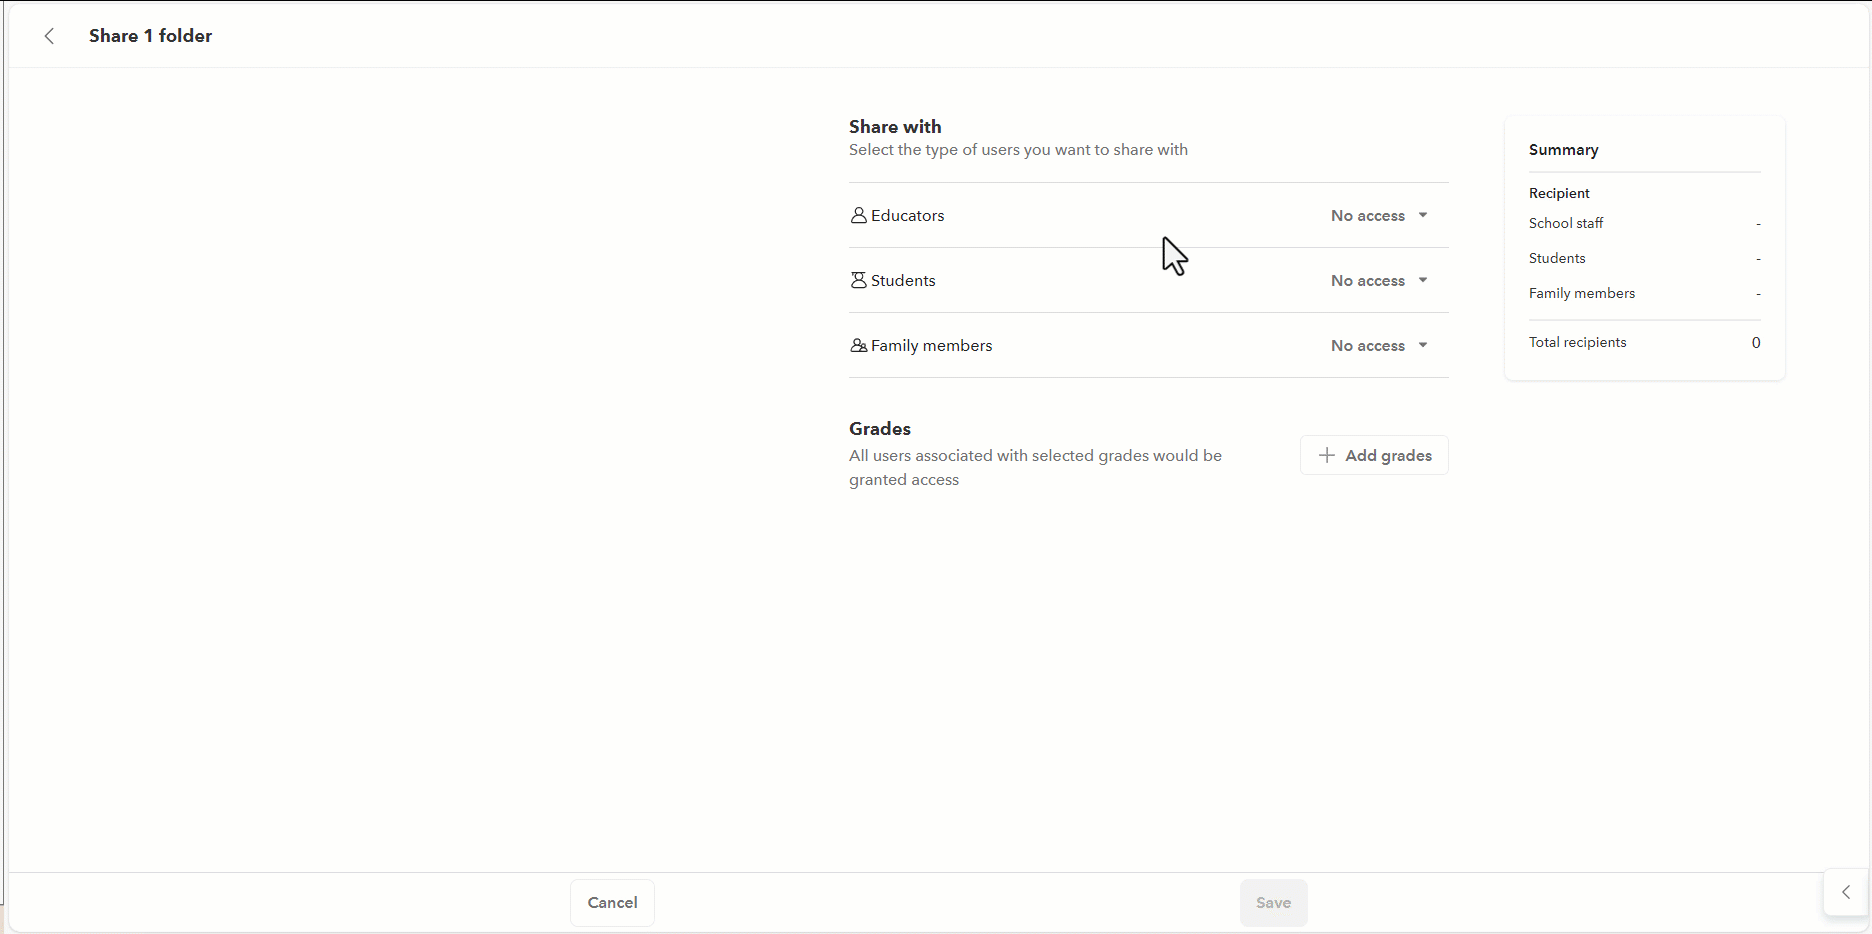 Share 1 folder
Share with
Select the type of users you want to share with
Educators No access
Students No access
Family members No access
Grades
All users associated with selected grades would be
granted access
Add grades
Summary
Recipient
School staff -
Students -
Family members -
Total recipients 0
Cancel
Save